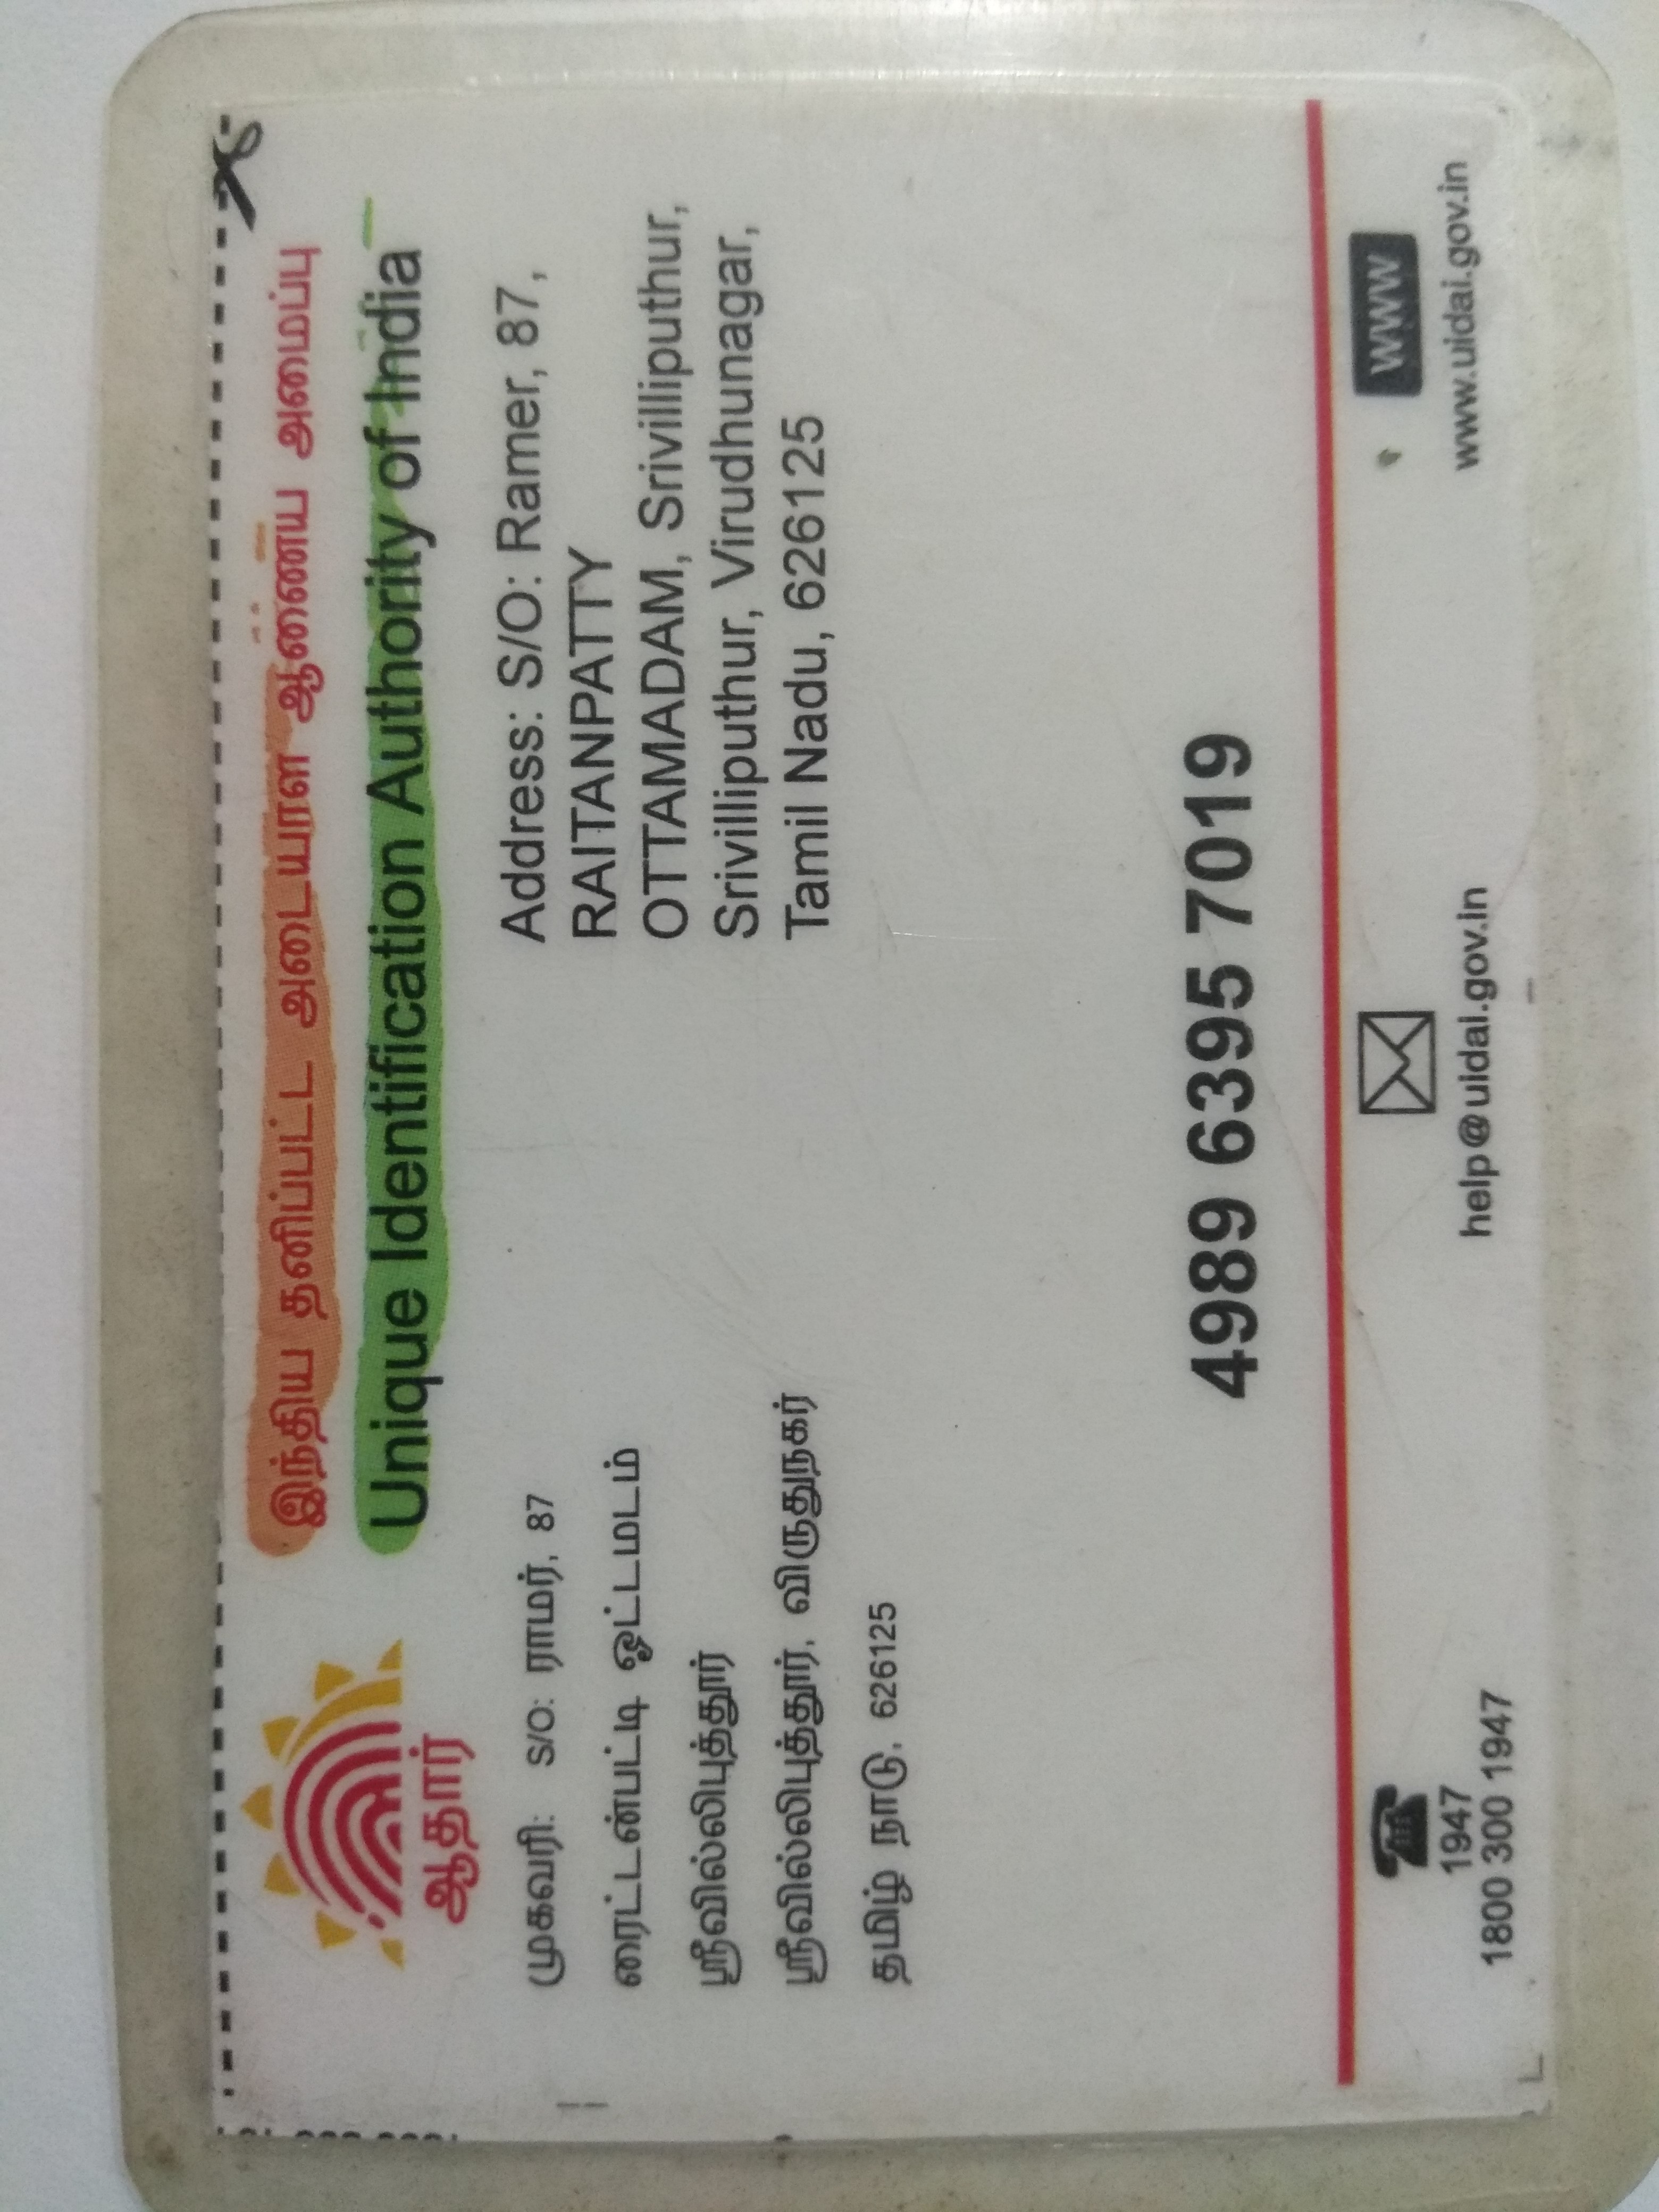 இந்திய தனிப்பட்ட அடையாள ஆணைய அமைப்பு
Unique Identification Authority of India
ஆதார்
முகவரி: S/O: ராமர், 87
ரைட்டன்பட்டி ஒட்டமடம்
ஸ்ரீவில்லிபுத்தூர்
ஸ்ரீவில்லிபுத்தூர், விருதுநகர்
தமிழ் நாடு, 626125
Address: S/O: Ramer, 87,
RAITANPATTY
OTTAMADAM, Srivilliputhur,
Srivilliputhur, Virudhunagar,
Tamil Nadu, 626125
4989 6395 7019
1947
1800 300 1947
help@uidai.gov.in
WWW
www.uidai.gov.in